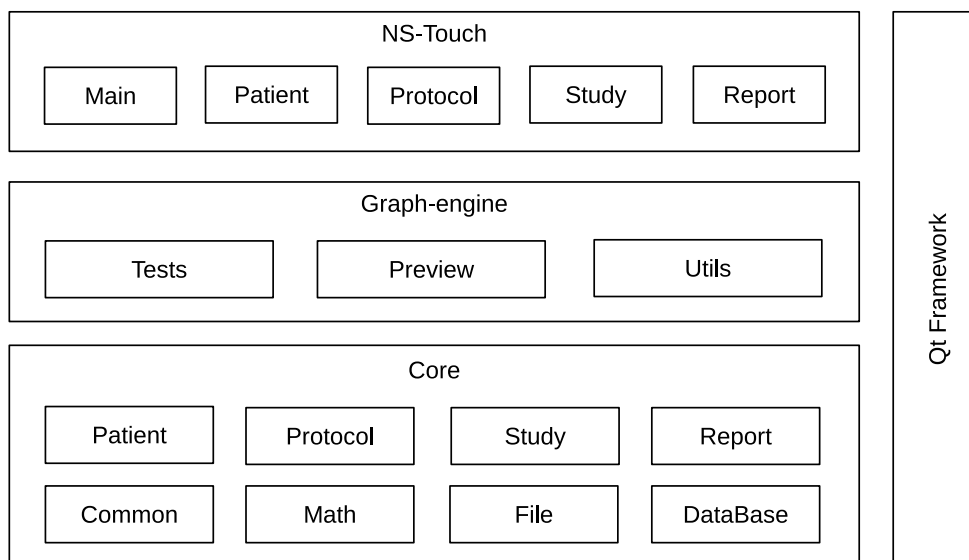 NS-Touch
Main
Patient
Protocol
Study
Report
Graph-engine
Tests
Preview
Utils
Core
Patient
Protocol
Study
Report
Common
Math
File
DataBase
Qt Framework